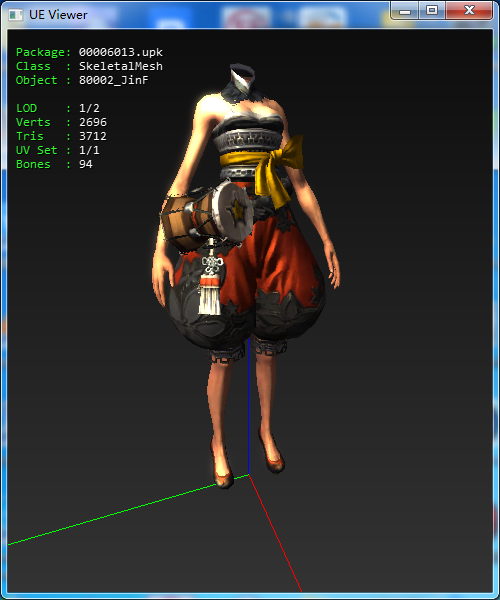 UE Viewer
Package: 00006013.upk
Class : SkeletalMesh
Object : 80002_JinF
LOD : 1/2
Verts : 2696
Tris : 3712
UV Set : 1/1
Bones : 94